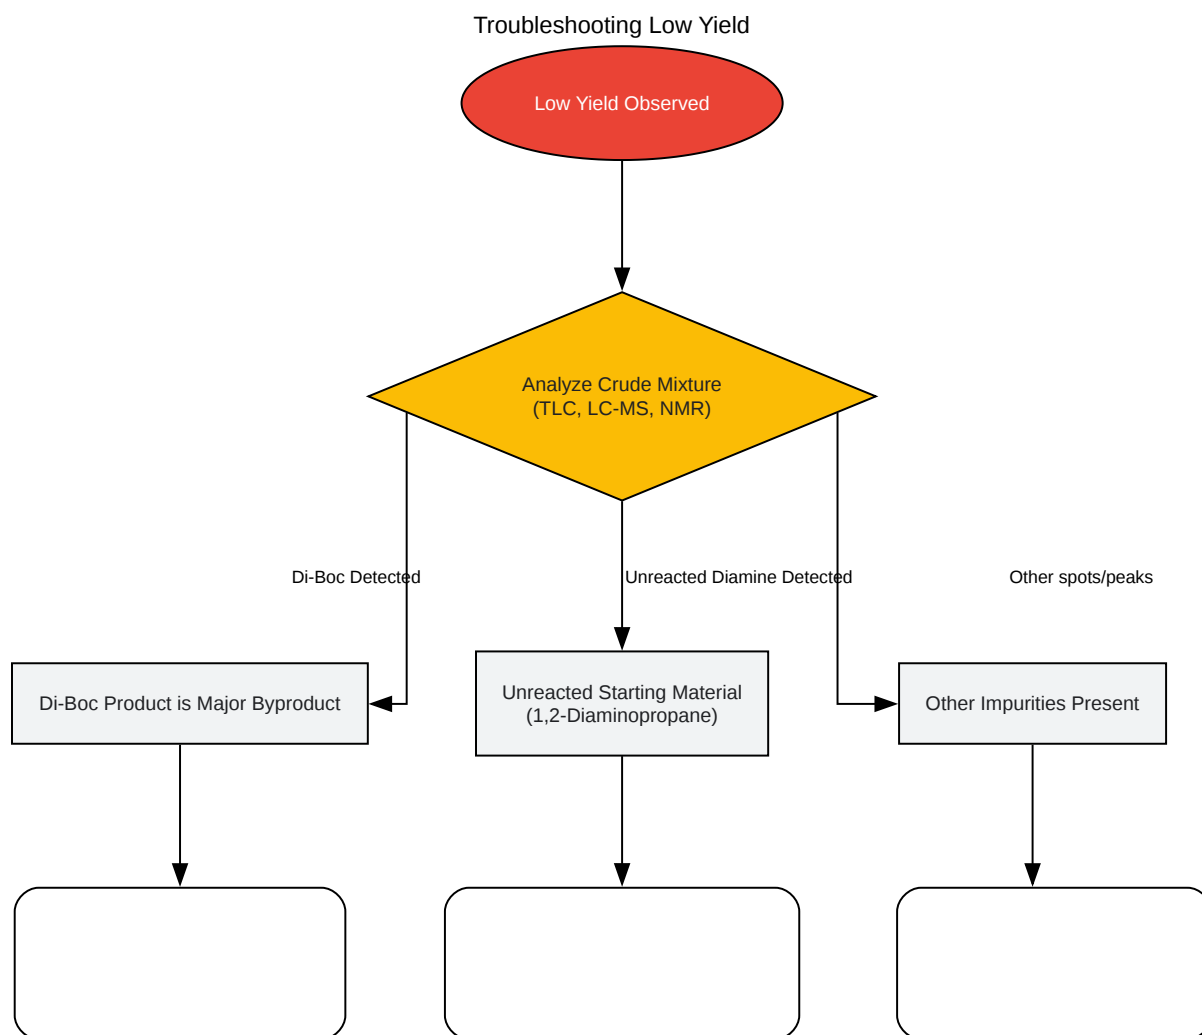 Troubleshooting Low Yield
Low Yield Observed
Analyze Crude Mixture
(TLC, LC-MS, NMR)
Di-Boc Detected
Unreacted Diamine Detected
Other spots/peaks
Di-Boc Product is Major Byproduct
Unreacted Starting Material
(1,2-Diaminopropane)
Other Impurities Present